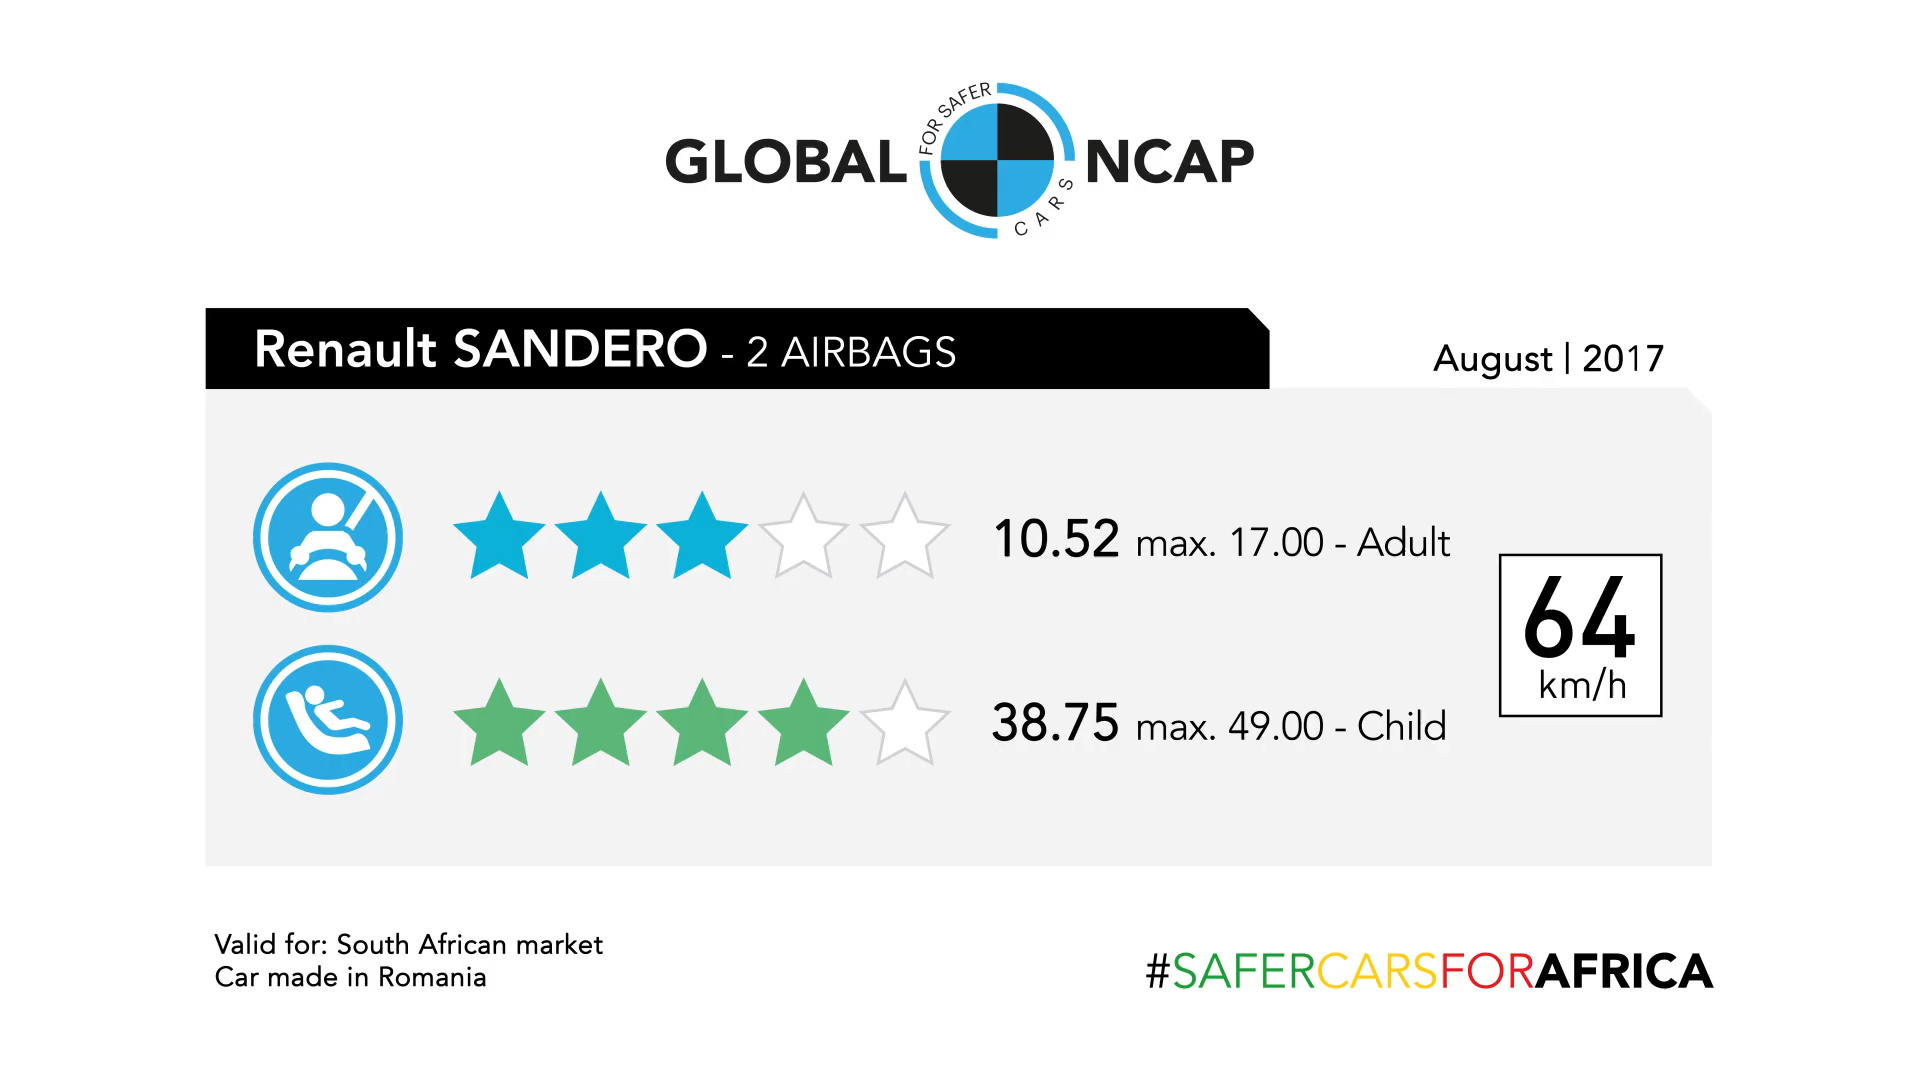 GLOBAL FOR SAFER CARS NCAP
Renault SANDERO - 2 AIRBAGS
August | 2017
10.52 max. 17.00 - Adult
64
km/h
38.75 max. 49.00 - Child
Valid for: South African market
Car made in Romania
#SAFERCARSFORAFRICA